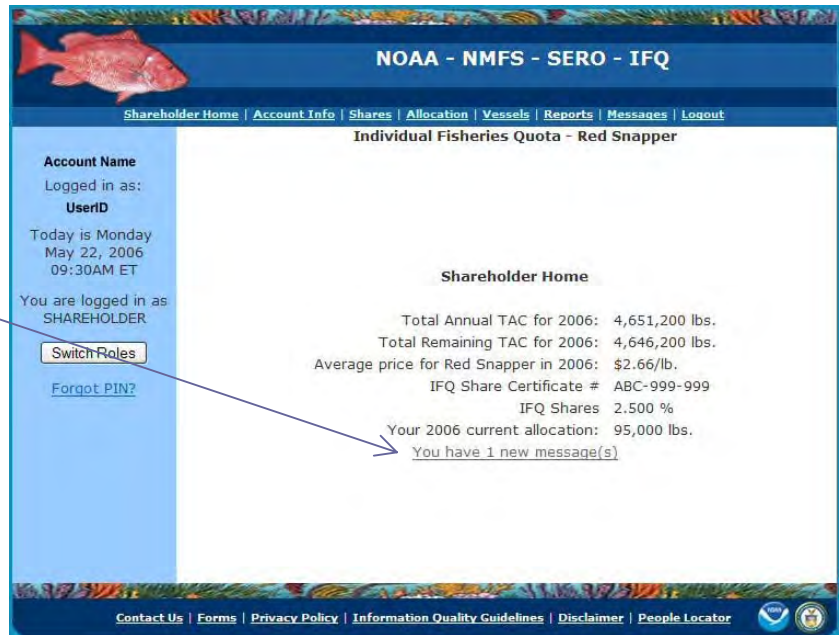 NOAA - NMFS - SERO - IFQ
Shareholder Home | Account Info | Shares | Allocation | Vessels | Reports | Messages | Logout
Individual Fisheries Quota - Red Snapper
Account Name
Logged in as:
UserID
Today is Monday
May 22, 2006
09:30AM ET
You are logged in as
SHAREHOLDER
Switch Roles
Forgot PIN?
Shareholder Home
Total Annual TAC for 2006: 4,651,200 lbs.
Total Remaining TAC for 2006: 4,646,200 lbs.
Average price for Red Snapper in 2006: $2.66/lb.
IFQ Share Certificate # ABC-999-999
IFQ Shares 2.500 %
Your 2006 current allocation: 95,000 lbs.
You have 1 new message(s)
Contact Us | Forms | Privacy Policy | Information Quality Guidelines | Disclaimer | People Locator